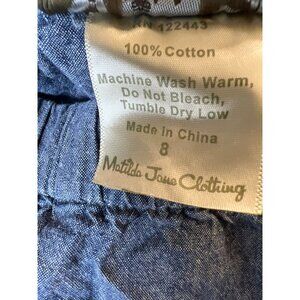 RN 122443
100% Cotton
Machine Wash Warm,
Do Not Bleach,
Tumble Dry Low
Made in China
8
Matilda Jane Clothing